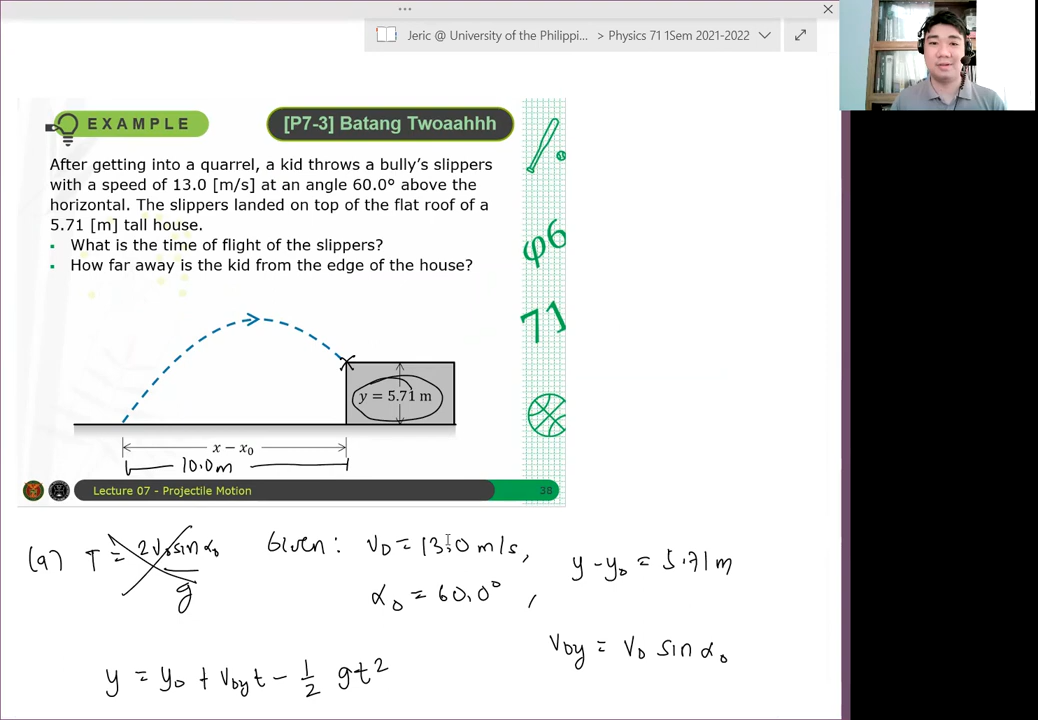 Jeric @ University of the Philippi... > Physics 71 1Sem 2021-2022
EXAMPLE
[P7-3] Batang Twoaahhh
After getting into a quarrel, a kid throws a bully's slippers
with a speed of 13.0 [m/s] at an angle 60.0º above the
horizontal. The slippers landed on top of the flat roof of a
5.71 [m] tall house.
▪ What is the time of flight of the slippers?
▪ How far away is the kid from the edge of the house?
φ6
71
y = 5.71 m
x − x₀
10.0m
Lecture 07 - Projectile Motion
38
(a) T = 2V₀sin α₀ / g
Given: V₀ = 13.0 m/s,
y - y₀ = 5.71 m
α₀ = 60.0° ,
V₀y = V₀ sin α₀
y = y₀ + V₀y t - 1/2 gt²